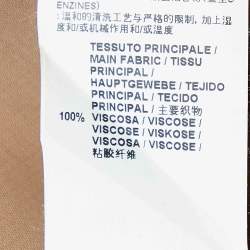 ENZINES)
: 温和的清洗工艺与严格的限制, 加上湿
度和/或机械作用和/或温度
TESSUTO PRINCIPALE /
MAIN FABRIC / TISSU
PRINCIPAL /
HAUPTGEWEBE / TEJIDO
PRINCIPAL / TECIDO
PRINCIPAL / 主要织物
100% VISCOSA / VISCOSE /
VISCOSE / VISKOSE /
VISCOSA / VISCOSE /
粘胶纤维